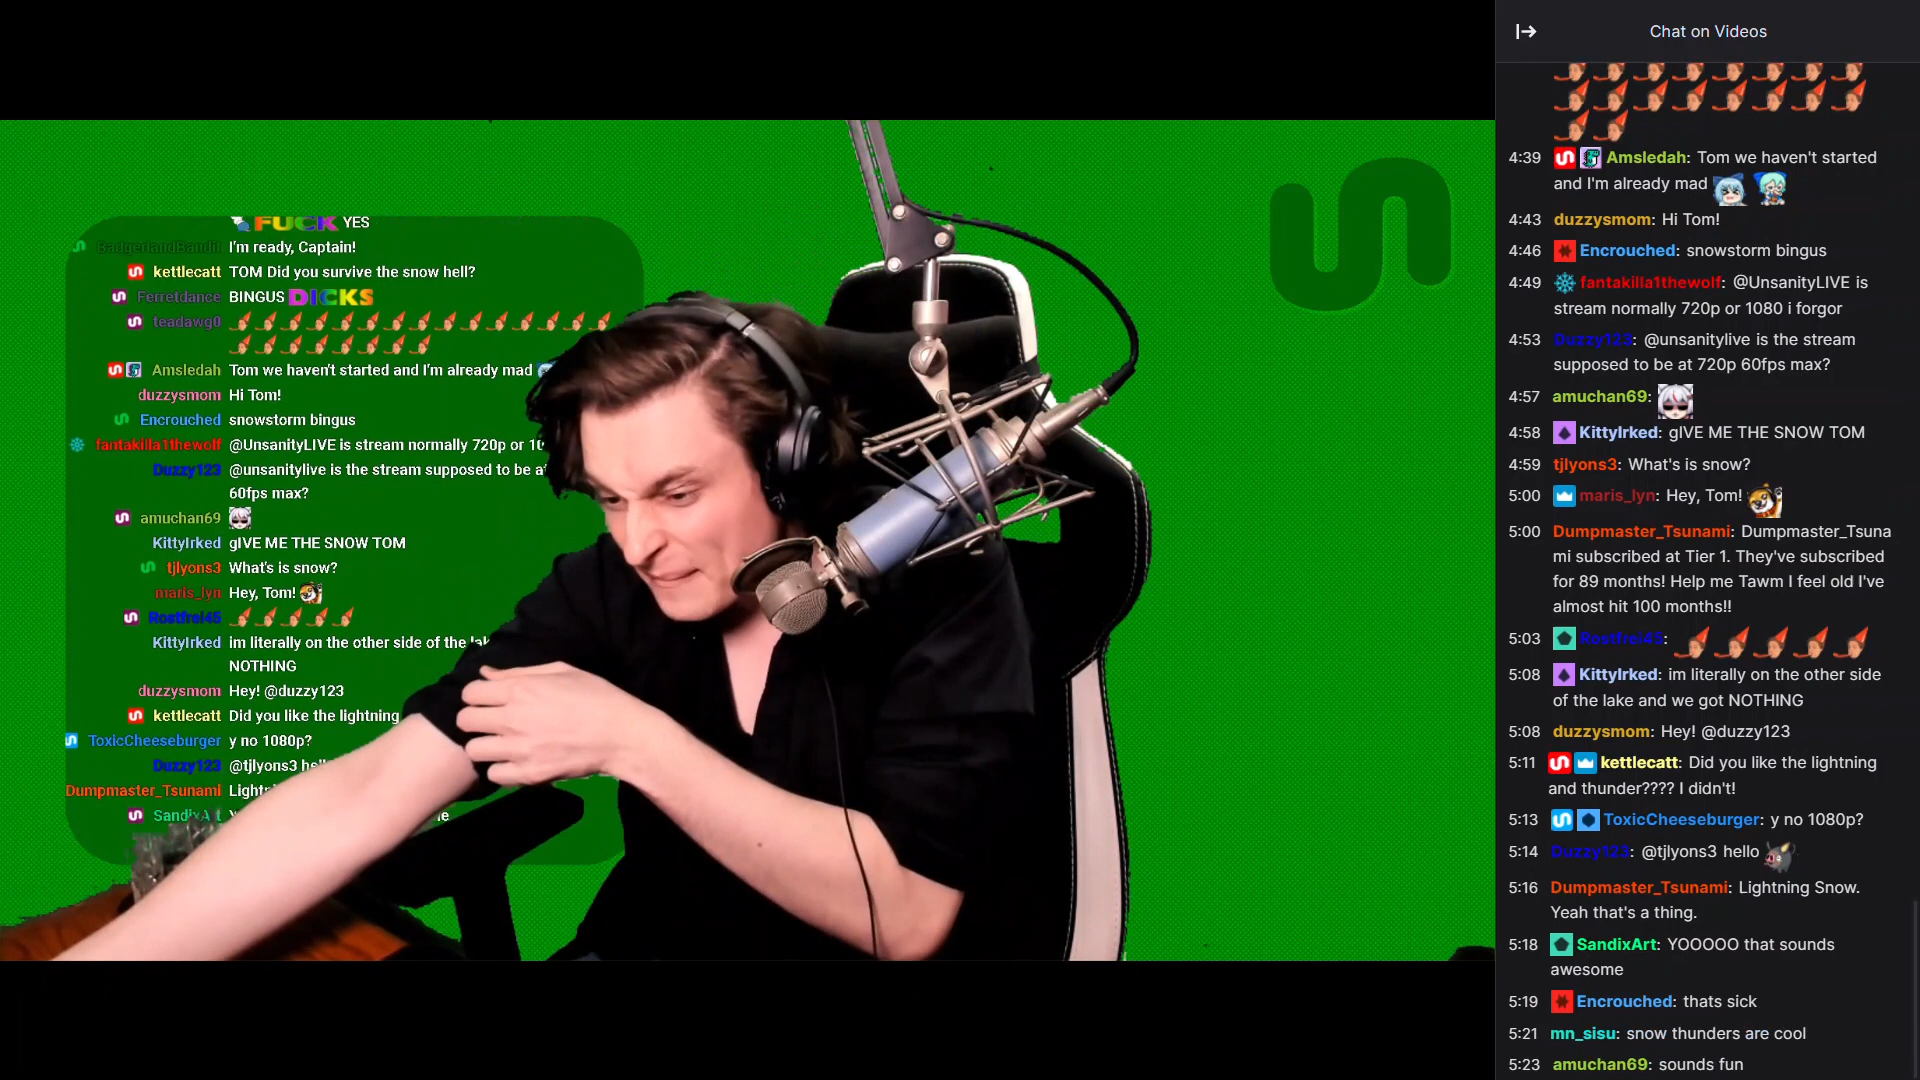 FUCK YES
BadgerlandBandit I'm ready, Captain!
kettlecatt TOM Did you survive the snow hell?
Ferretdance BINGUS DICKS
teadawg0
Amsledah Tom we haven't started and I'm already mad
duzzysmom Hi Tom!
Encrouched snowstorm bingus
fantakilla1thewolf @UnsanityLIVE is stream normally 720p or
Duzzy123 @unsanitylive is the stream supposed to be
60fps max?
amuchan69
KittyIrked gIVE ME THE SNOW TOM
tjlyons3 What's is snow?
maris_lyn Hey, Tom!
Rostfrei45
KittyIrked im literally on the other side of the
NOTHING
duzzysmom Hey! @duzzy123
kettlecatt Did you like the lightning
ToxicCheeseburger y no 1080p?
Duzzy123 @tjlyons3
Dumpmaster_Tsunami
Chat on Videos
4:39 Amsledah: Tom we haven't started
and I'm already mad
4:43 duzzysmom: Hi Tom!
4:46 Encrouched: snowstorm bingus
4:49 fantakilla1thewolf: @UnsanityLIVE is
stream normally 720p or 1080 i forgor
4:53 Duzzy123: @unsanitylive is the stream
supposed to be at 720p 60fps max?
4:57 amuchan69:
4:58 KittyIrked: gIVE ME THE SNOW TOM
4:59 tjlyons3: What's is snow?
5:00 maris_lyn: Hey, Tom!
5:00 Dumpmaster_Tsunami: Dumpmaster_Tsuna
mi subscribed at Tier 1. They've subscribed
for 89 months! Help me Tawm I feel old I've
almost hit 100 months!!
5:03 Rostfrei45:
5:08 KittyIrked: im literally on the other side
of the lake and we got NOTHING
5:08 duzzysmom: Hey! @duzzy123
5:11 kettlecatt: Did you like the lightning
and thunder???? I didn't!
5:13 ToxicCheeseburger: y no 1080p?
5:14 Duzzy123: @tjlyons3 hello
5:16 Dumpmaster_Tsunami: Lightning Snow.
Yeah that's a thing.
5:18 SandixArt: YOOOOO that sounds
awesome
5:19 Encrouched: thats sick
5:21 mn_sisu: snow thunders are cool
5:23 amuchan69: sounds fun